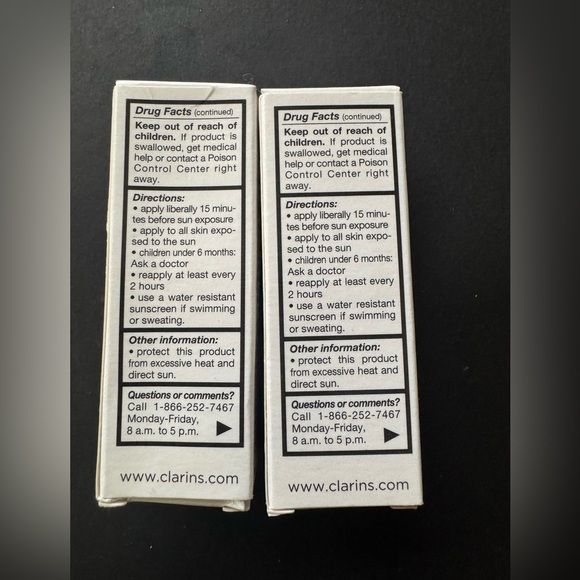 Drug Facts (continued)
Keep out of reach of
children. If product is
swallowed, get medical
help or contact a Poison
Control Center right
away.
Directions:
• apply liberally 15 minu-
tes before sun exposure
• apply to all skin expo-
sed to the sun
• children under 6 months:
Ask a doctor
• reapply at least every
2 hours
• use a water resistant
sunscreen if swimming
or sweating.
Other information:
• protect this product
from excessive heat and
direct sun.
Questions or comments?
Call 1-866-252-7467
Monday-Friday,
8 a.m. to 5 p.m.
www.clarins.com
Drug Facts (continued)
Keep out of reach of
children. If product is
swallowed, get medical
help or contact a Poison
Control Center right
away.
Directions:
• apply liberally 15 minu-
tes before sun exposure
• apply to all skin expo-
sed to the sun
• children under 6 months:
Ask a doctor
• reapply at least every
2 hours
• use a water resistant
sunscreen if swimming
or sweating.
Other information:
• protect this product
from excessive heat and
direct sun.
Questions or comments?
Call 1-866-252-7467
Monday-Friday,
8 a.m. to 5 p.m.
www.clarins.com